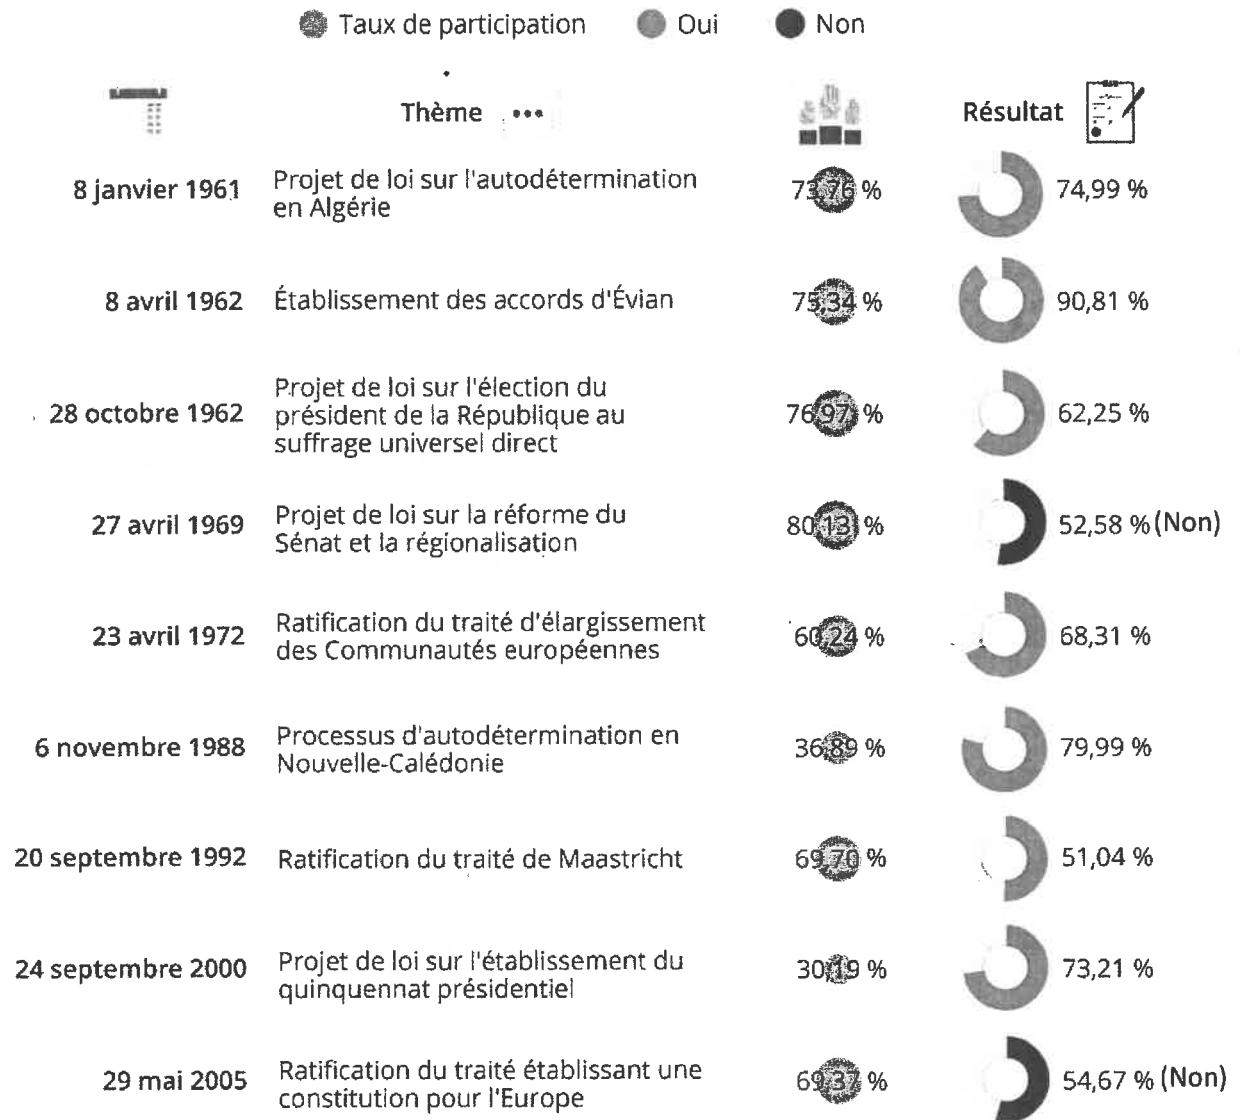 Taux de participation Oui Non
Thème ... Résultat
8 janvier 1961 Projet de loi sur l'autodétermination
en Algérie 73,76 % 74,99 %
8 avril 1962 Établissement des accords d'Évian 75,34 % 90,81 %
Projet de loi sur l'élection du
28 octobre 1962 président de la République au 76,97 % 62,25 %
suffrage universel direct
27 avril 1969 Projet de loi sur la réforme du
Sénat et la régionalisation 80,13 % 52,58 % (Non)
23 avril 1972 Ratification du traité d'élargissement
des Communautés européennes 60,24 % 68,31 %
6 novembre 1988 Processus d'autodétermination en
Nouvelle-Calédonie 36,89 % 79,99 %
20 septembre 1992 Ratification du traité de Maastricht 69,70 % 51,04 %
24 septembre 2000 Projet de loi sur l'établissement du
quinquennat présidentiel 30,19 % 73,21 %
29 mai 2005 Ratification du traité établissant une
constitution pour l'Europe 69,37 % 54,67 % (Non)